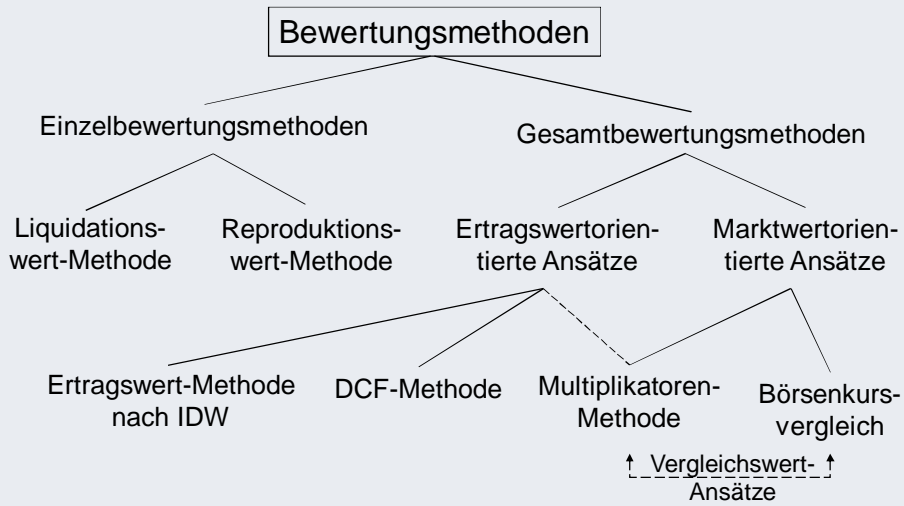 Bewertungsmethoden
Einzelbewertungsmethoden
Gesamtbewertungsmethoden
Liquidations-
wert-Methode
Reproduktions-
wert-Methode
Ertragswertorien-
tierte Ansätze
Marktwertorien-
tierte Ansätze
Ertragswert-Methode
nach IDW
DCF-Methode
Multiplikatoren-
Methode
Börsenkurs-
vergleich
Vergleichswert-
Ansätze